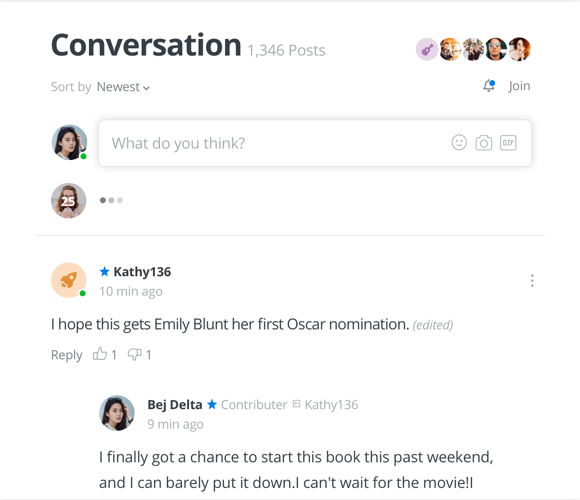 Conversation 1,346 Posts
Sort by Newest
Join
What do you think?
GIF
25
Kathy136
10 min ago
I hope this gets Emily Blunt her first Oscar nomination. (edited)
Reply 1 1
Bej Delta Contributer Kathy136
9 min ago
I finally got a chance to start this book this past weekend,
and I can barely put it down.I can't wait for the movie!I